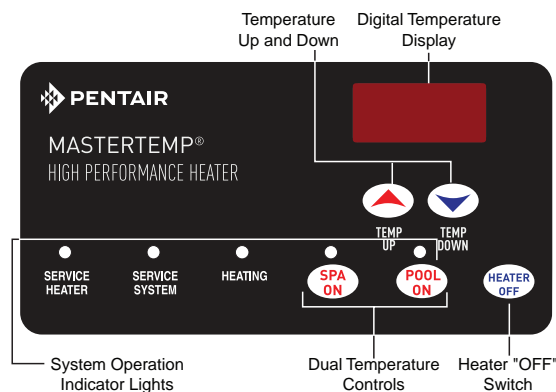 Temperature
Up and Down
Digital Temperature
Display
PENTAIR
MASTERTEMP®
HIGH PERFORMANCE HEATER
TEMP
UP
TEMP
DOWN
SERVICE
HEATER
SERVICE
SYSTEM
HEATING
SPA
ON
POOL
ON
HEATER
OFF
System Operation
Indicator Lights
Dual Temperature
Controls
Heater "OFF"
Switch